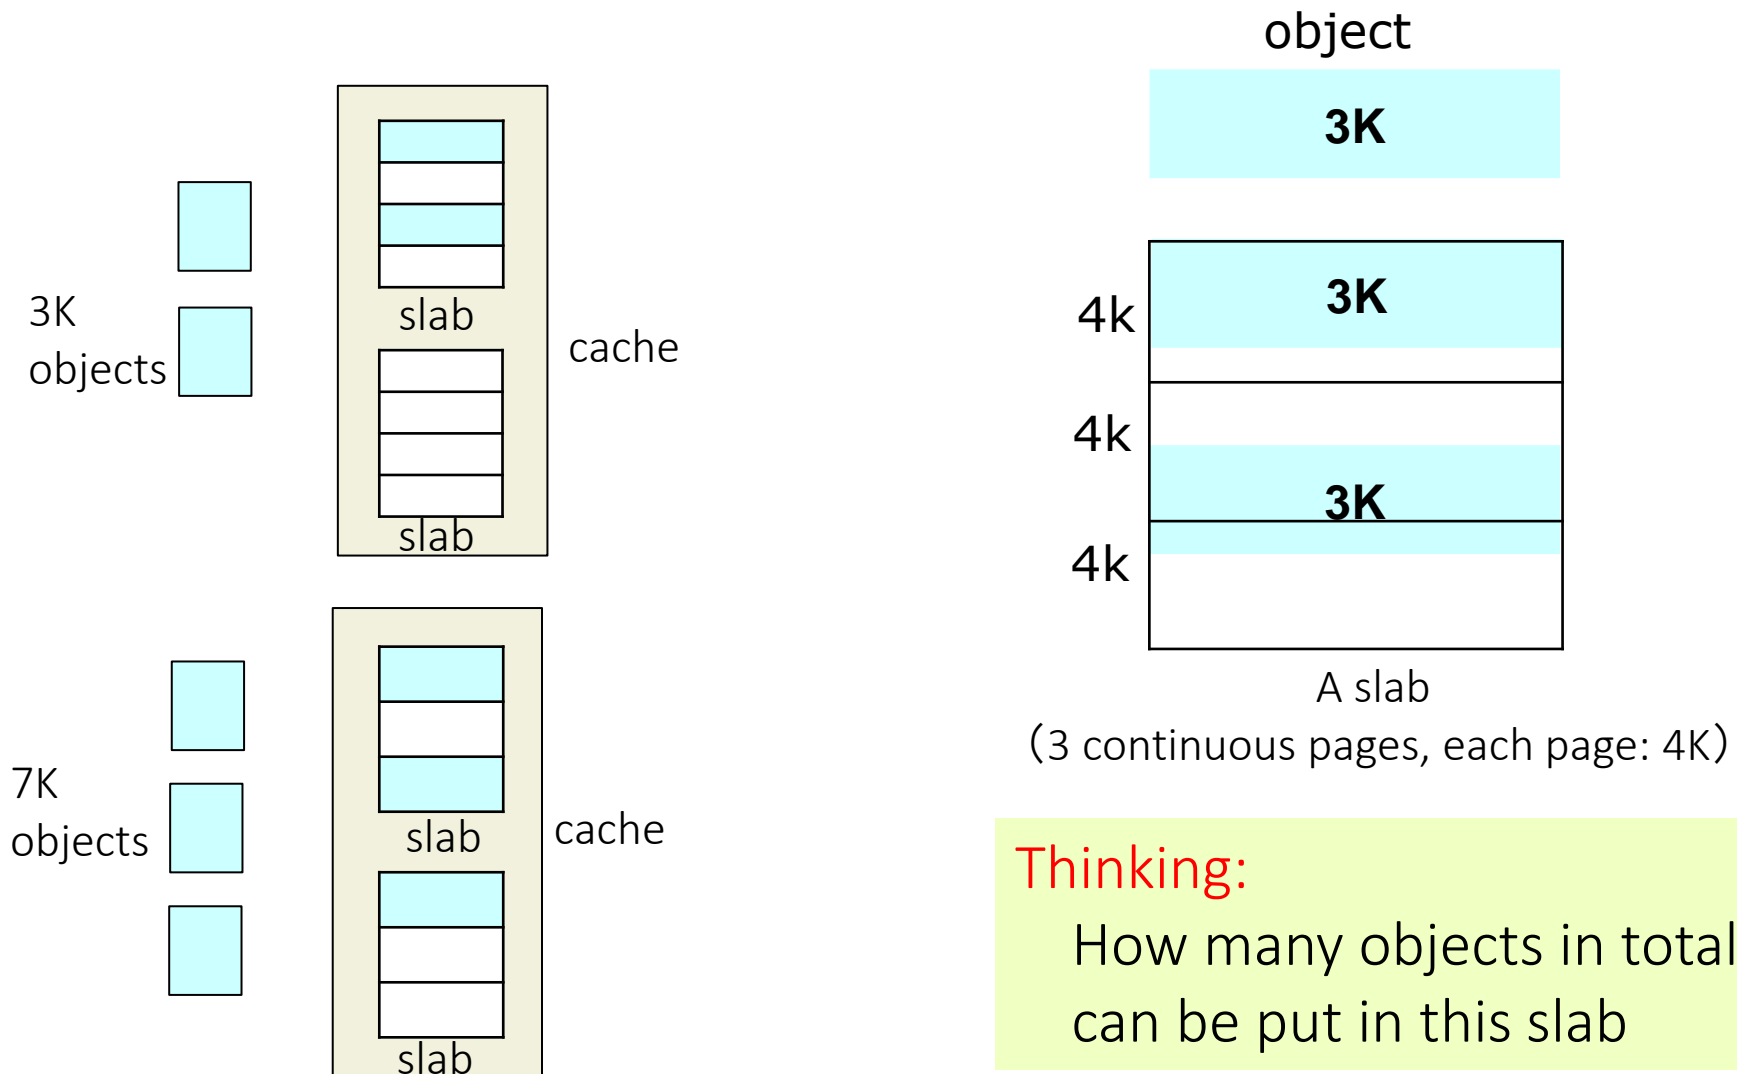 3K
objects
slab
slab
cache
7K
objects
slab
slab
cache
object
3K
4k
3K
4k
3K
4k
A slab
（3 continuous pages, each page: 4K）
Thinking:
How many objects in total
can be put in this slab